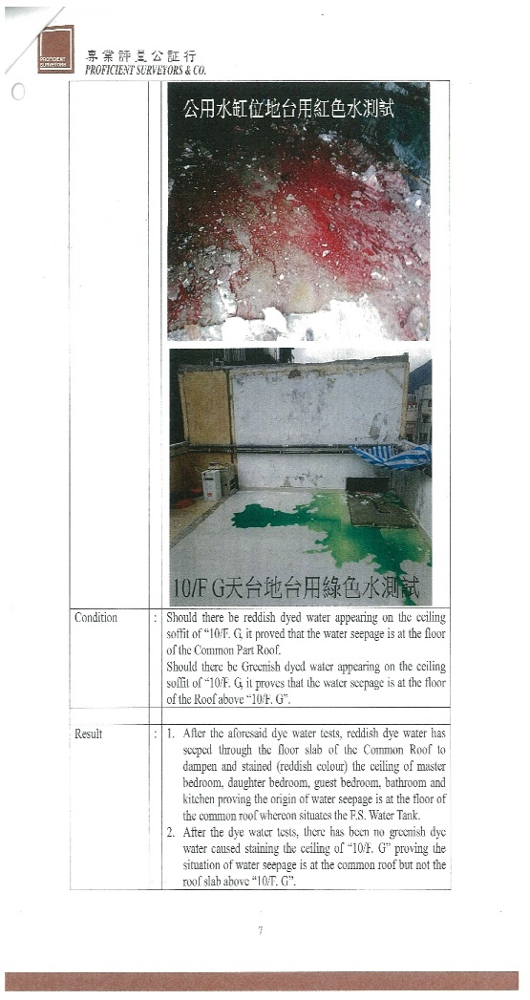 PROFICIENT
SURVEYORS
專業評量公証行
PROFICIENT SURVEYORS & CO.
公用水缸位地台用紅色水測試
10/F G天台地台用綠色水測試
Condition : Should there be reddish dyed water appearing on the ceiling
soffit of “10/F. G, it proved that the water seepage is at the floor
of the Common Part Roof.
Should there be Greenish dyed water appearing on the ceiling
soffit of “10/F. G, it proves that the water seepage is at the floor
of the Roof above “10/F. G”.
Result : 1. After the aforesaid dye water tests, reddish dye water has
seeped through the floor slab of the Common Roof to
dampen and stained (reddish colour) the ceiling of master
bedroom, daughter bedroom, guest bedroom, bathroom and
kitchen proving the origin of water seepage is at the floor of
the common roof whereon situates the F.S. Water Tank.
2. After the dye water tests, there has been no greenish dye
water caused staining the ceiling of “10/F. G” proving the
situation of water seepage is at the common roof but not the
roof slab above “10/F. G”.
7